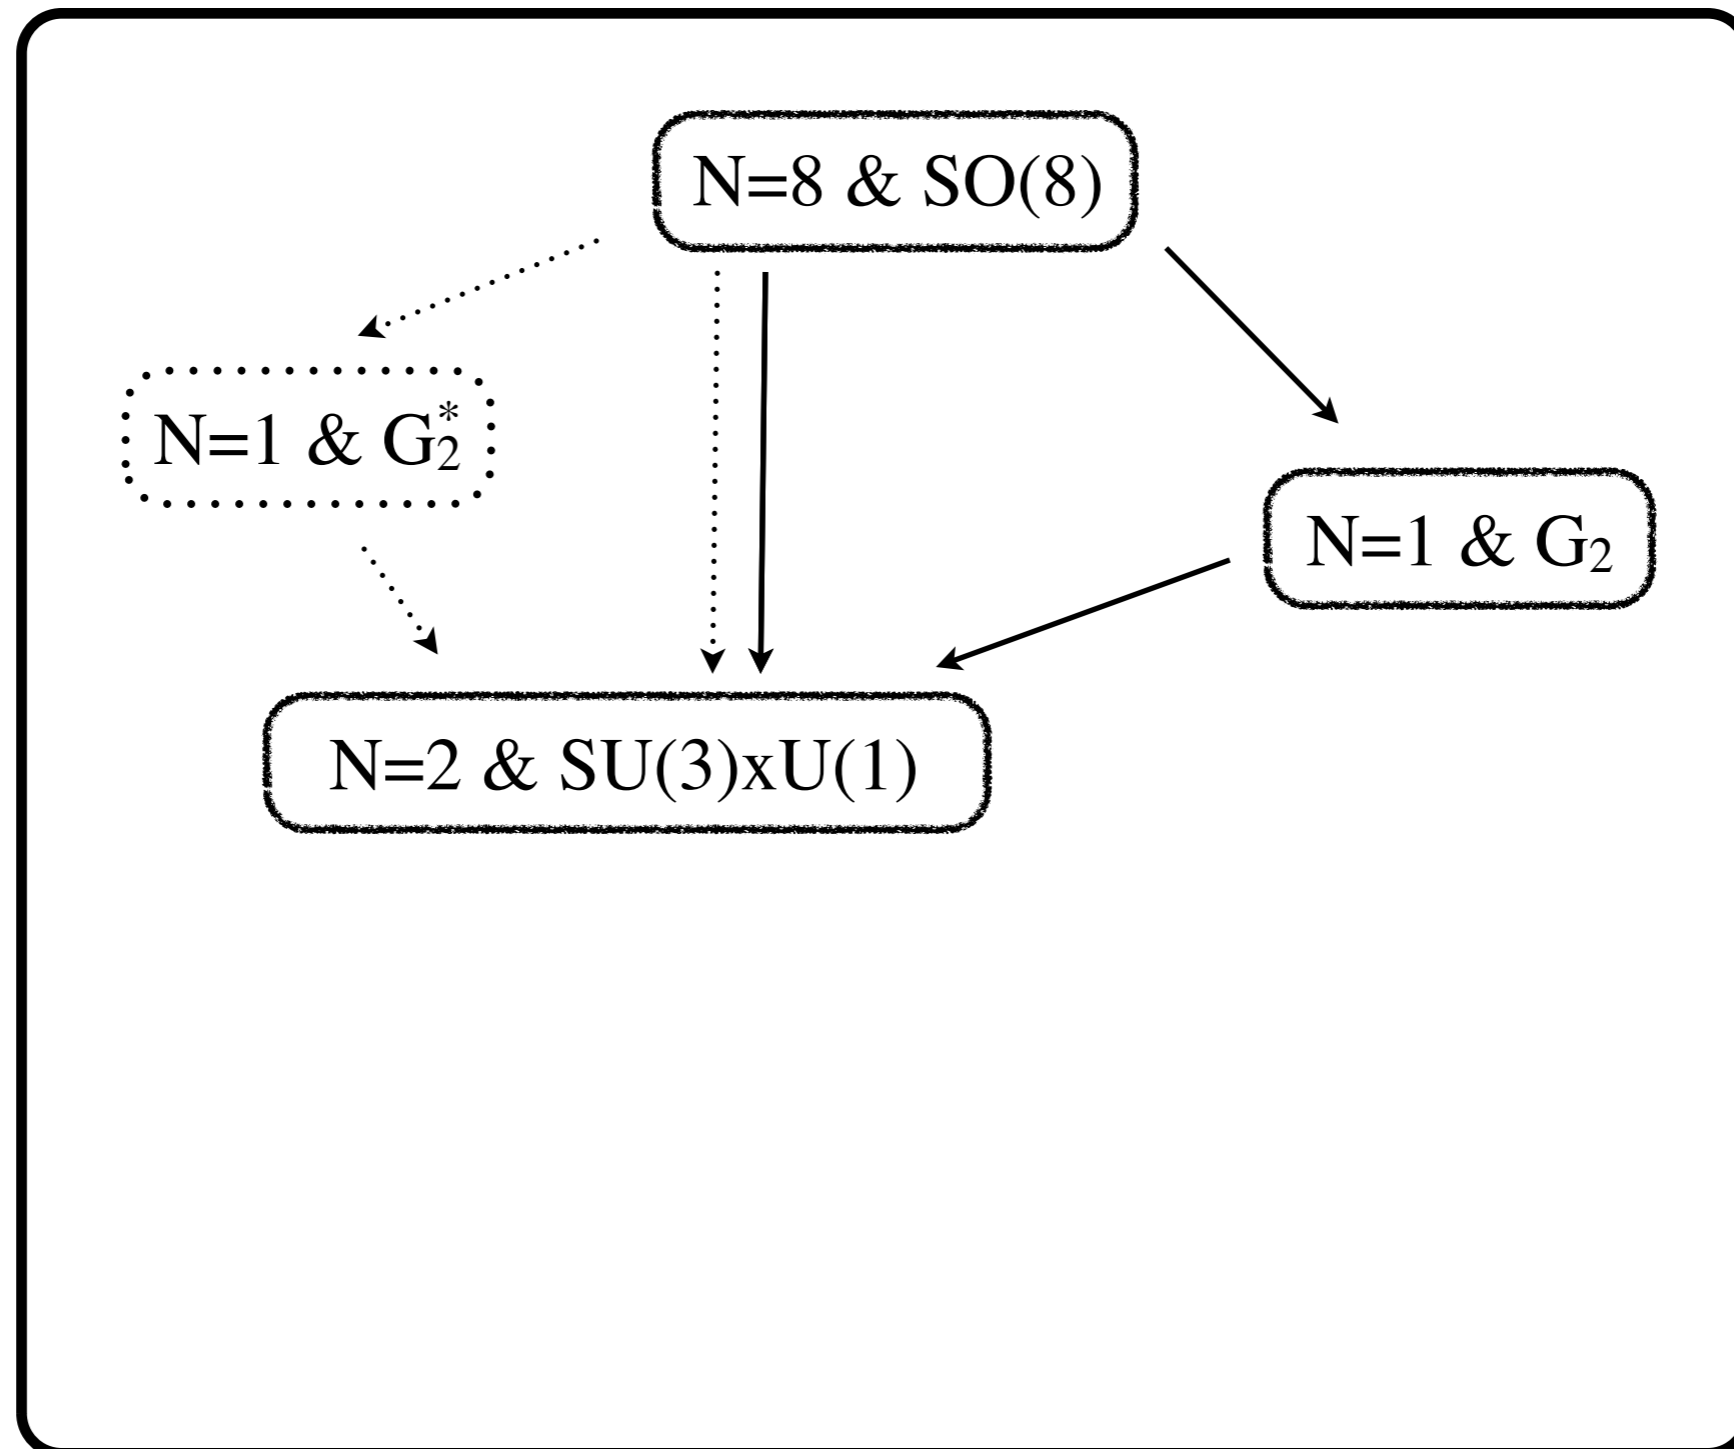 N=8 & SO(8)
N=1 & G₂*
N=1 & G₂
N=2 & SU(3)xU(1)